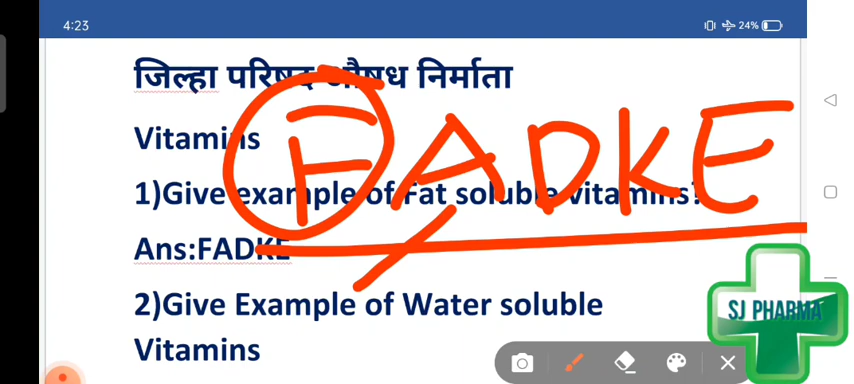 4:23
24%
जिल्हा परिषद औषध निर्माता
Vitamins
FADKE
1)Give example of Fat soluble vitamins?
Ans:FADKE
2)Give Example of Water soluble
Vitamins
SJ PHARMA